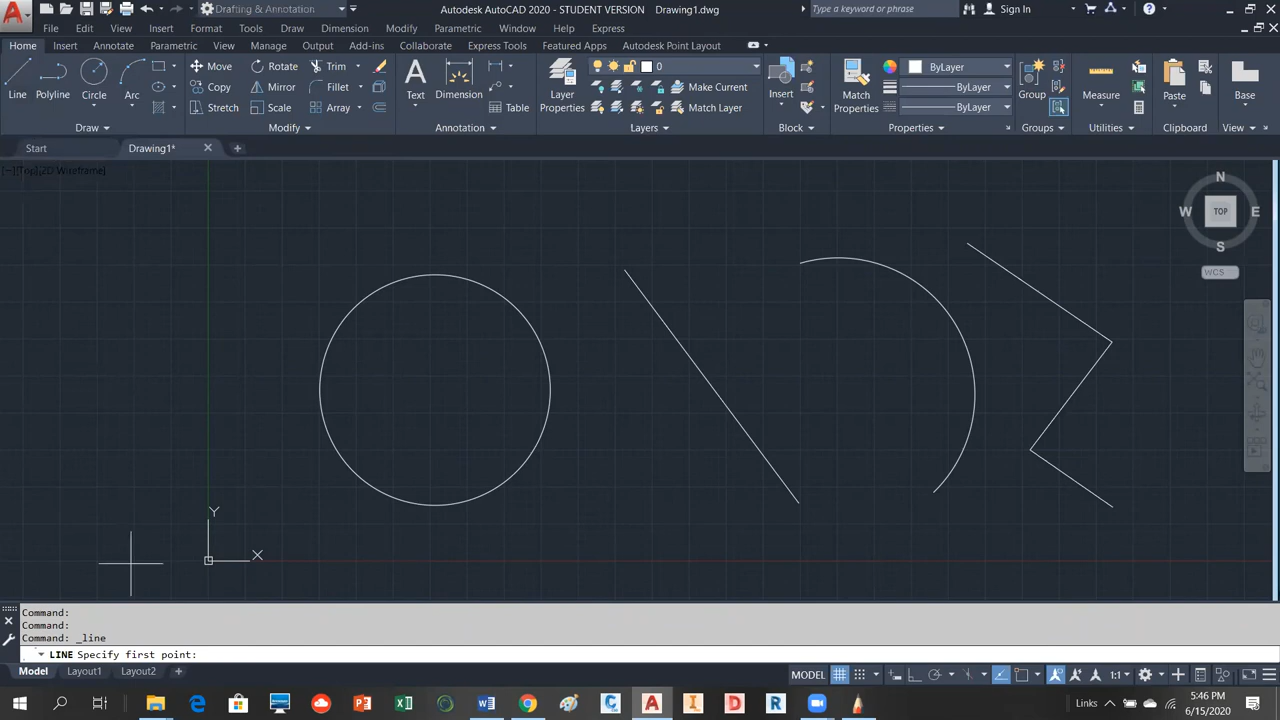 Drafting & Annotation
Autodesk AutoCAD 2020 - STUDENT VERSION Drawing1.dwg
Type a keyword or phrase
Sign In
File Edit View Insert Format Tools Draw Dimension Modify Parametric Window Help Express
Home Insert Annotate Parametric View Manage Output Add-ins Collaborate Express Tools Featured Apps Autodesk Point Layout
Line Polyline Circle Arc
Move Rotate Trim
Copy Mirror Fillet
Stretch Scale Array
Text Dimension Table
Layer Properties
0
Make Current
Match Layer
Insert
Match Properties
ByLayer
ByLayer
ByLayer
Group
Measure
Paste
Base
Draw Modify Annotation Layers Block Properties Groups Utilities Clipboard View
Start Drawing1*
[−][Top][2D Wireframe]
N
W TOP E
S
WCS
Y
X
Command:
Command:
Command: _line
LINE Specify first point:
Model Layout1 Layout2 +
MODEL
1:1
Links
5:46 PM
6/15/2020